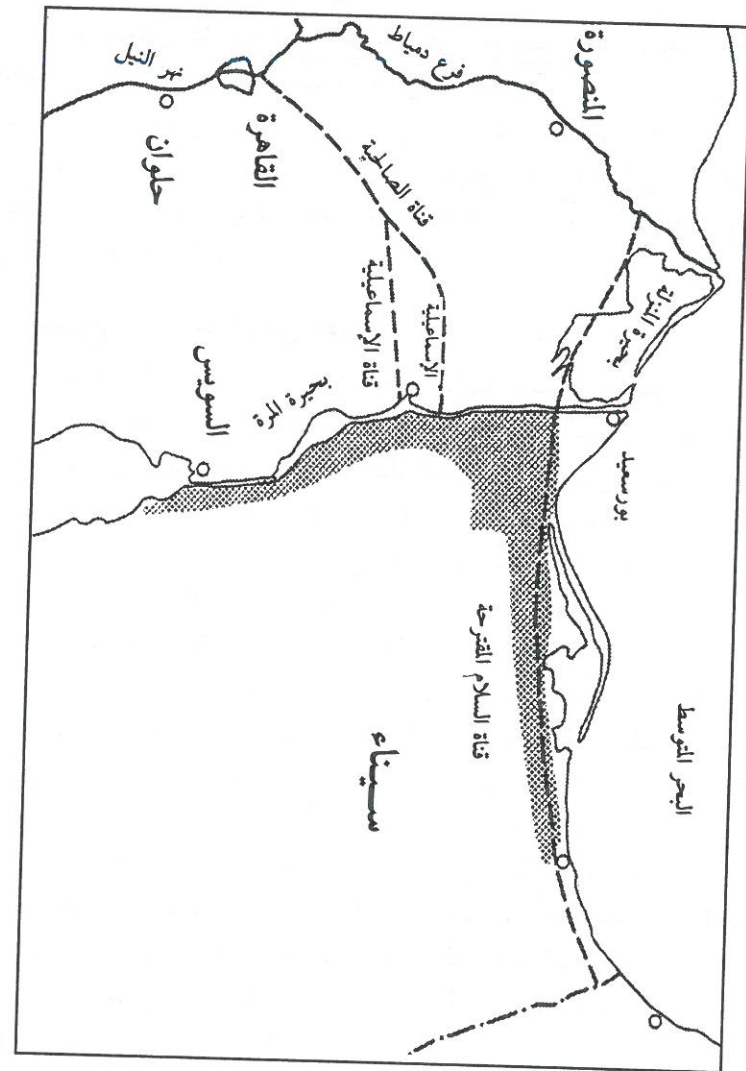 البحر المتوسط
المنصورة
فرع دمياط
نهر النيل
القاهرة
حلوان
قناة الصالحية
بحيرة المنزلة
الإسماعيلية
قناة الإسماعيلية
بحيرة المرة
السويس
بورسعيد
قناة السلام المقترحة
سيناء